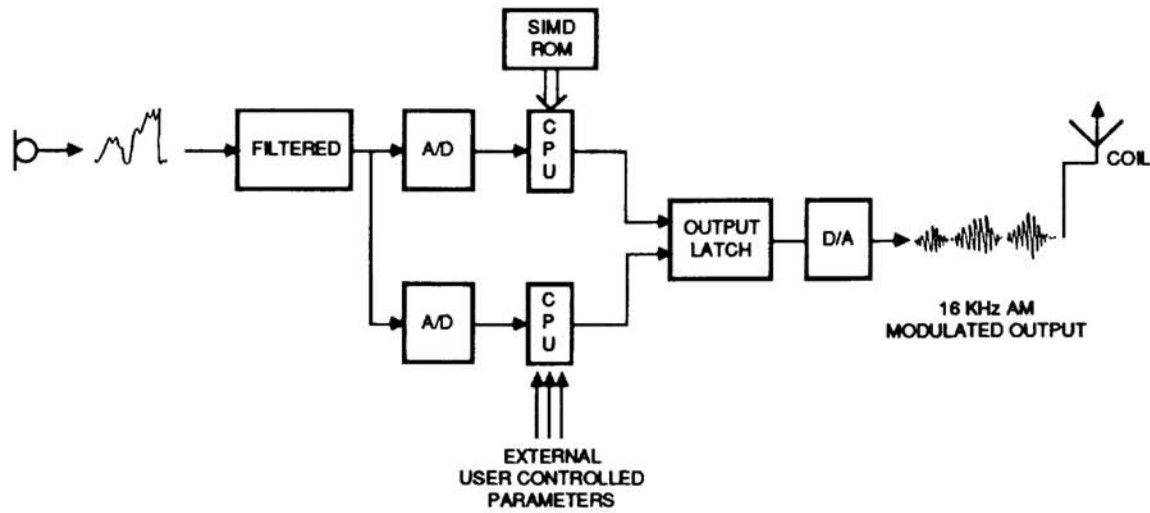 SIMD
ROM
FILTERED
A/D
C
P
U
COIL
OUTPUT
LATCH
D/A
A/D
C
P
U
16 KHz AM
MODULATED OUTPUT
EXTERNAL
USER CONTROLLED
PARAMETERS